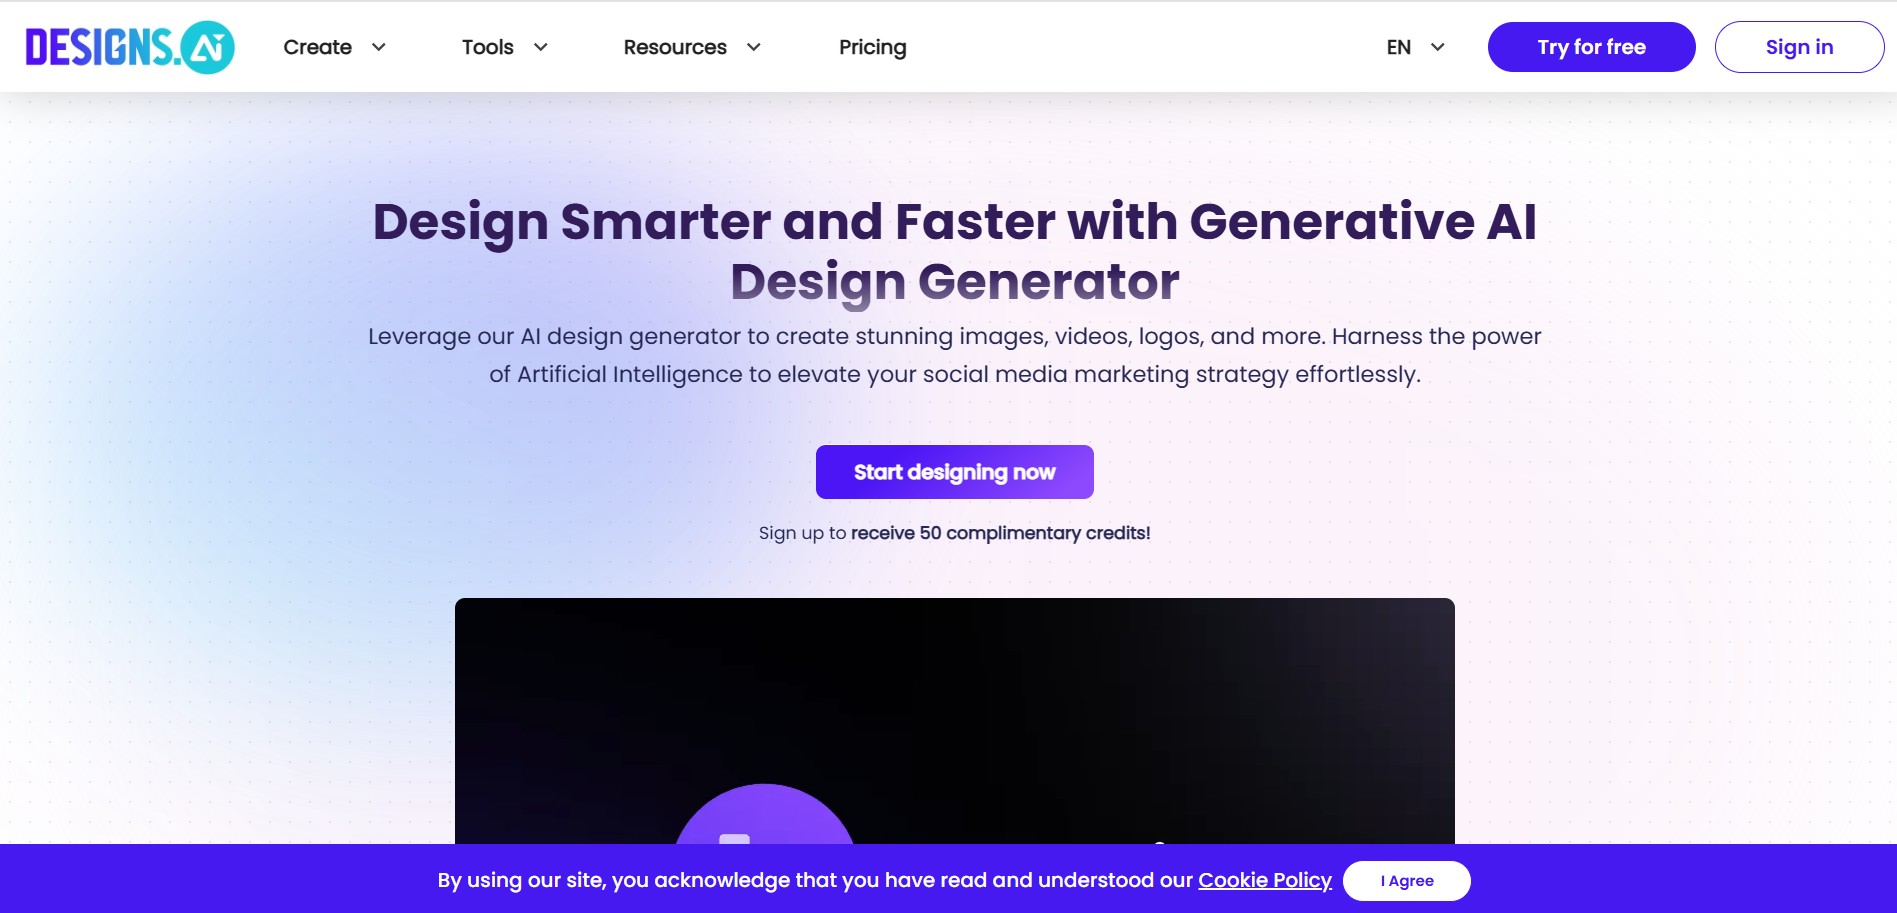 DESIGNS.Ai
Create
Tools
Resources
Pricing
EN
Try for free
Sign in
Design Smarter and Faster with Generative AI
Design Generator
Leverage our AI design generator to create stunning images, videos, logos, and more. Harness the power
of Artificial Intelligence to elevate your social media marketing strategy effortlessly.
Start designing now
Sign up to receive 50 complimentary credits!
By using our site, you acknowledge that you have read and understood our Cookie Policy
I Agree